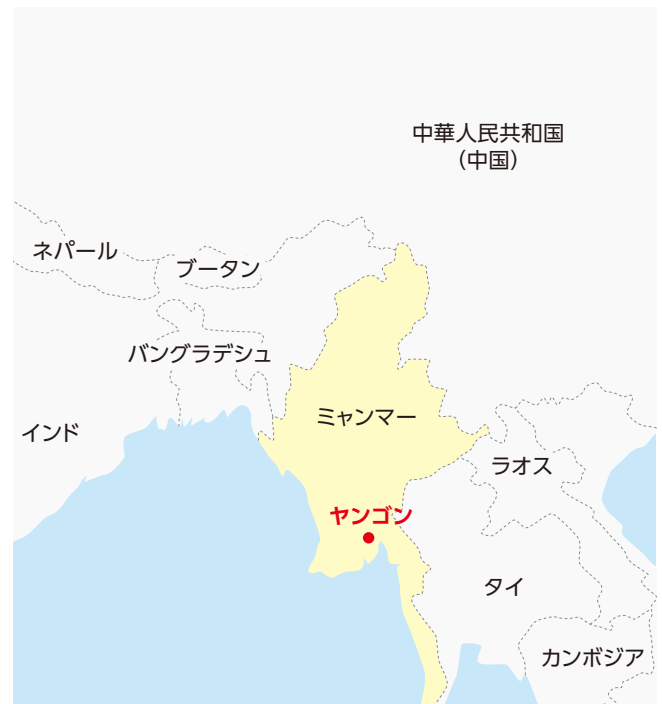 中華人民共和国
（中国）
ネパール
ブータン
バングラデシュ
ミャンマー
インド
ラオス
ヤンゴン
タイ
カンボジア